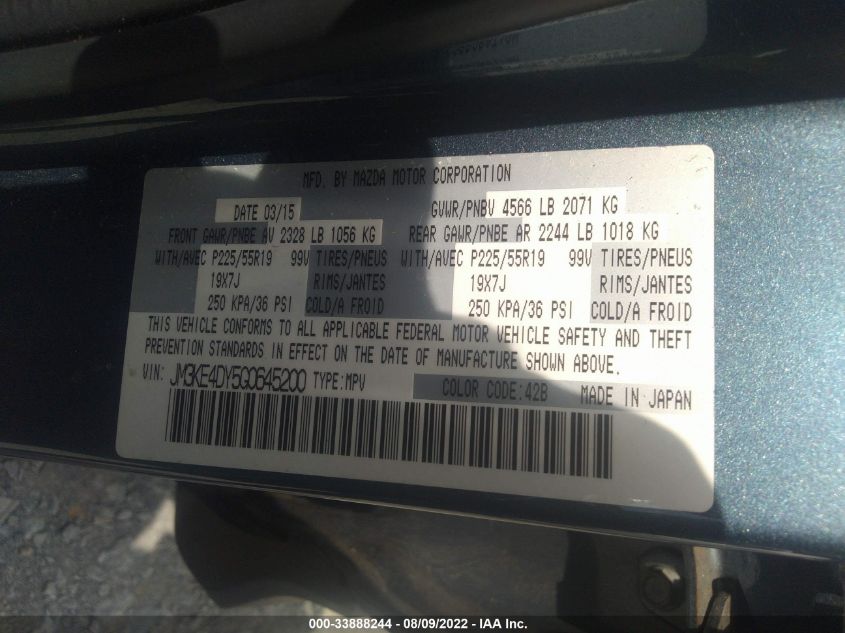 MFD. BY MAZDA MOTOR CORPORATION
DATE 03/15 GVWR/PNBV 4566 LB 2071 KG
FRONT GAWR/PNBE AV 2328 LB 1056 KG REAR GAWR/PNBE AR 2244 LB 1018 KG
WITH/AVEC P225/55R19 99V TIRES/PNEUS WITH/AVEC P225/55R19 99V TIRES/PNEUS
19X7J RIMS/JANTES 19X7J RIMS/JANTES
250 KPA/36 PSI COLD/A FROID 250 KPA/36 PSI COLD/A FROID
THIS VEHICLE CONFORMS TO ALL APPLICABLE FEDERAL MOTOR VEHICLE SAFETY AND THEFT
PREVENTION STANDARDS IN EFFECT ON THE DATE OF MANUFACTURE SHOWN ABOVE.
VIN: JM3KE4DY5G0645200 TYPE:MPV COLOR CODE:42B MADE IN JAPAN
000-33888244 - 08/09/2022 - IAA Inc.